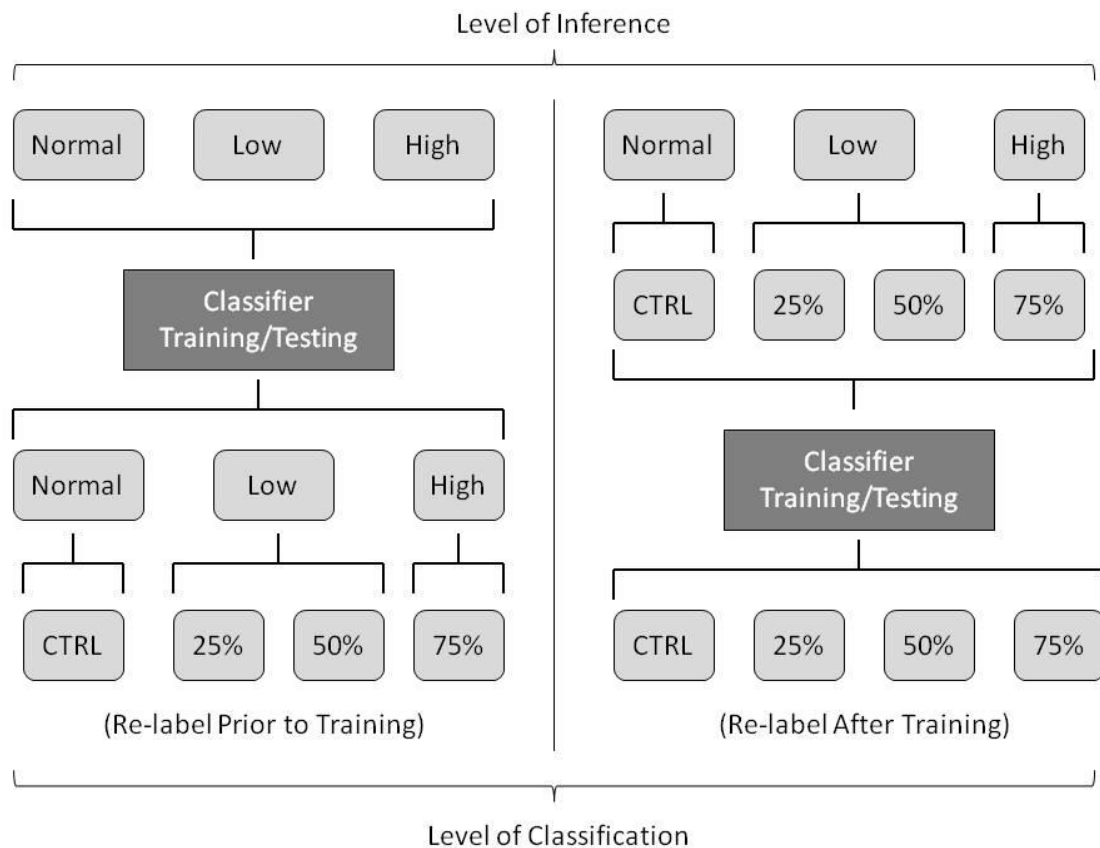 Level of Inference
Normal
Low
High
Classifier
Training/Testing
Normal
Low
High
CTRL
25%
50%
75%
(Re-label Prior to Training)
Normal
Low
High
CTRL
25%
50%
75%
Classifier
Training/Testing
CTRL
25%
50%
75%
(Re-label After Training)
Level of Classification